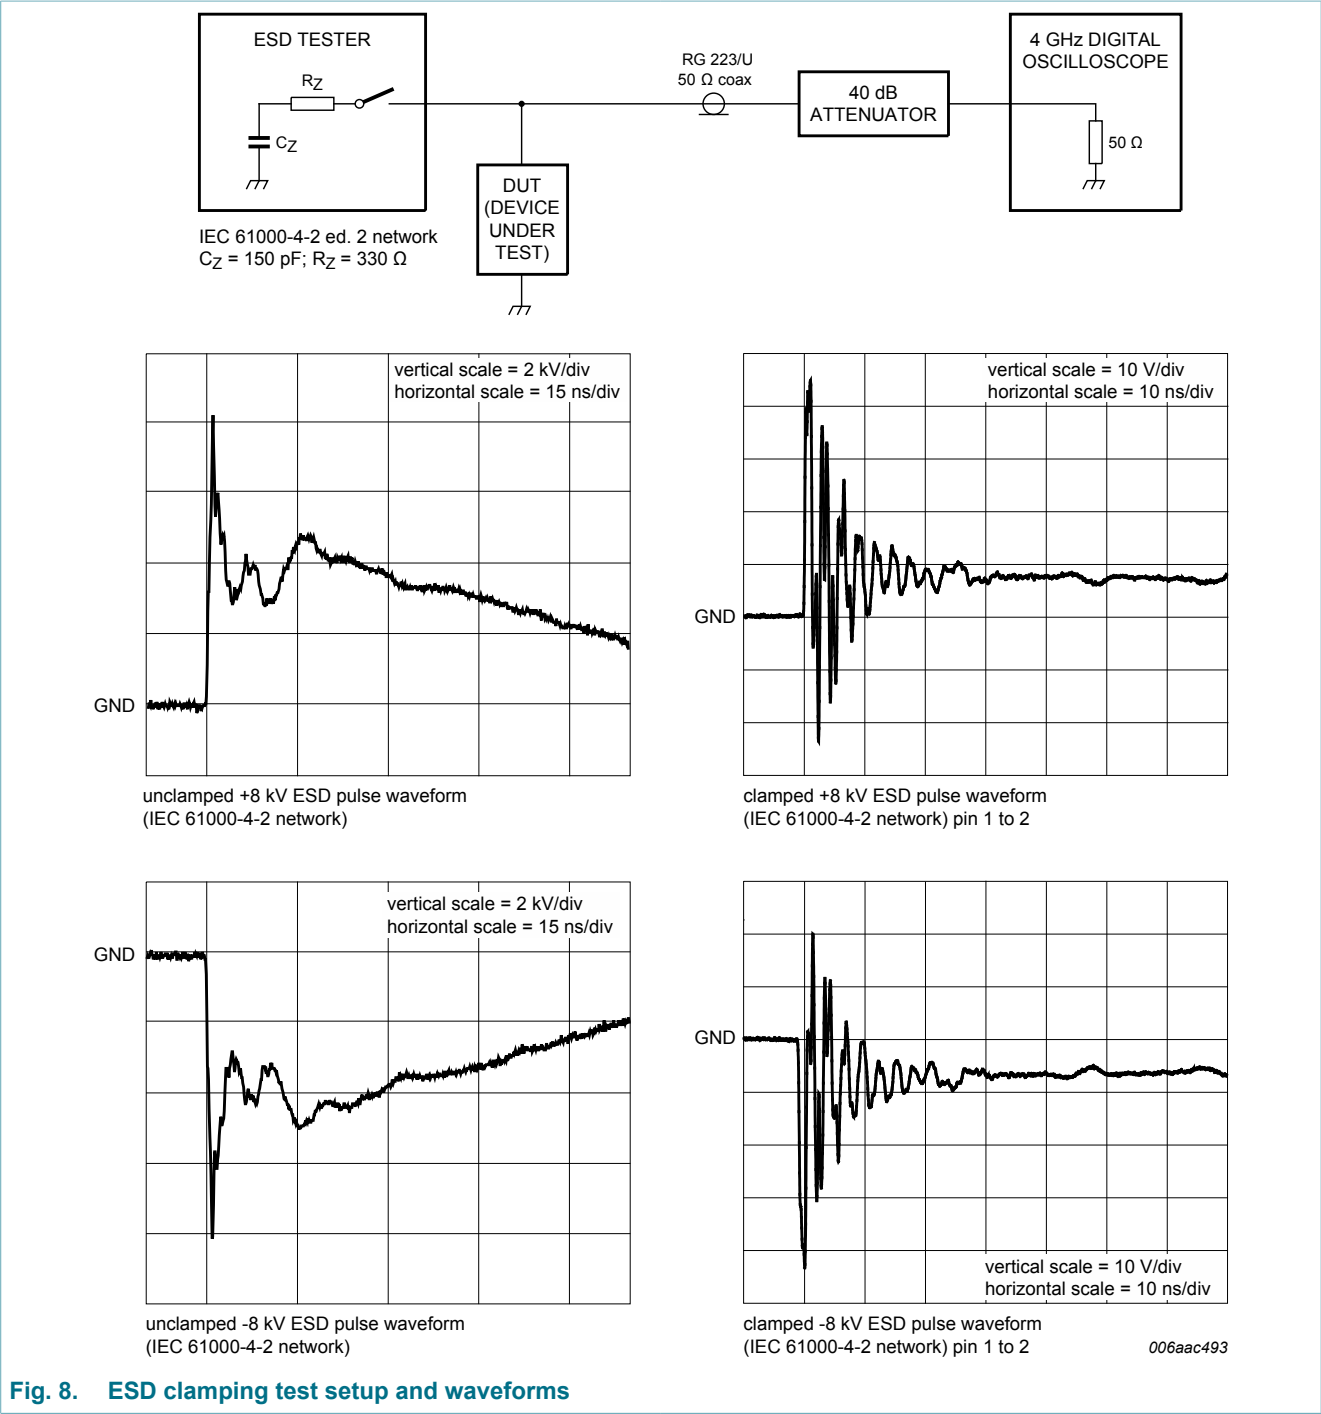 ESD TESTER
RZ
CZ
IEC 61000-4-2 ed. 2 network
CZ = 150 pF; RZ = 330 Ω
DUT
(DEVICE
UNDER
TEST)
RG 223/U
50 Ω coax
40 dB
ATTENUATOR
4 GHz DIGITAL
OSCILLOSCOPE
50 Ω
vertical scale = 2 kV/div
horizontal scale = 15 ns/div
GND
unclamped +8 kV ESD pulse waveform
(IEC 61000-4-2 network)
vertical scale = 10 V/div
horizontal scale = 10 ns/div
GND
clamped +8 kV ESD pulse waveform
(IEC 61000-4-2 network) pin 1 to 2
vertical scale = 2 kV/div
horizontal scale = 15 ns/div
GND
unclamped -8 kV ESD pulse waveform
(IEC 61000-4-2 network)
GND
vertical scale = 10 V/div
horizontal scale = 10 ns/div
clamped -8 kV ESD pulse waveform
(IEC 61000-4-2 network) pin 1 to 2
006aac493
Fig. 8. ESD clamping test setup and waveforms